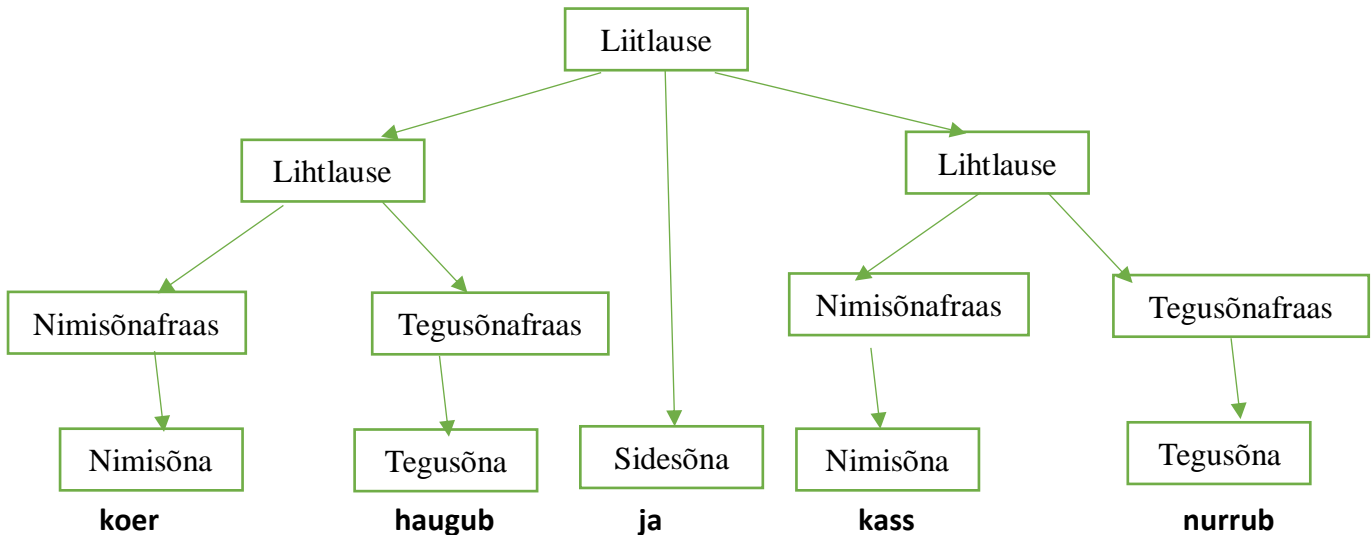 Liitlause
Lihtlause Lihtlause
Nimisõnafraas Tegusõnafraas Nimisõnafraas Tegusõnafraas
Nimisõna Tegusõna Sidesõna Nimisõna Tegusõna
koer haugub ja kass nurrub